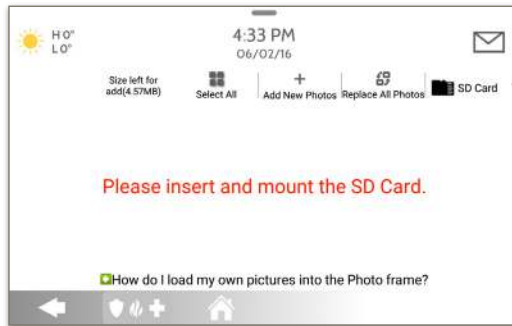 H 0°
L 0°
4:33 PM
06/02/16
Size left for
add(4.57MB)
Select All
Add New Photos
Replace All Photos
SD Card
Please insert and mount the SD Card.
How do I load my own pictures into the Photo frame?